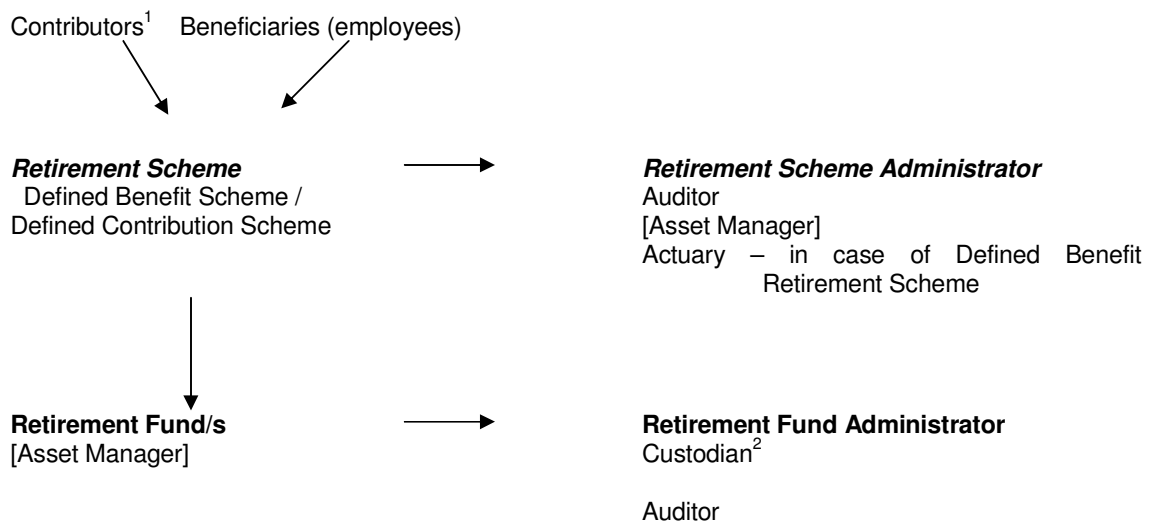 Contributors1 Beneficiaries (employees)
Retirement Scheme
Defined Benefit Scheme /
Defined Contribution Scheme
Retirement Scheme Administrator
Auditor
[Asset Manager]
Actuary – in case of Defined Benefit
Retirement Scheme
Retirement Fund/s
[Asset Manager]
Retirement Fund Administrator
Custodian2
Auditor